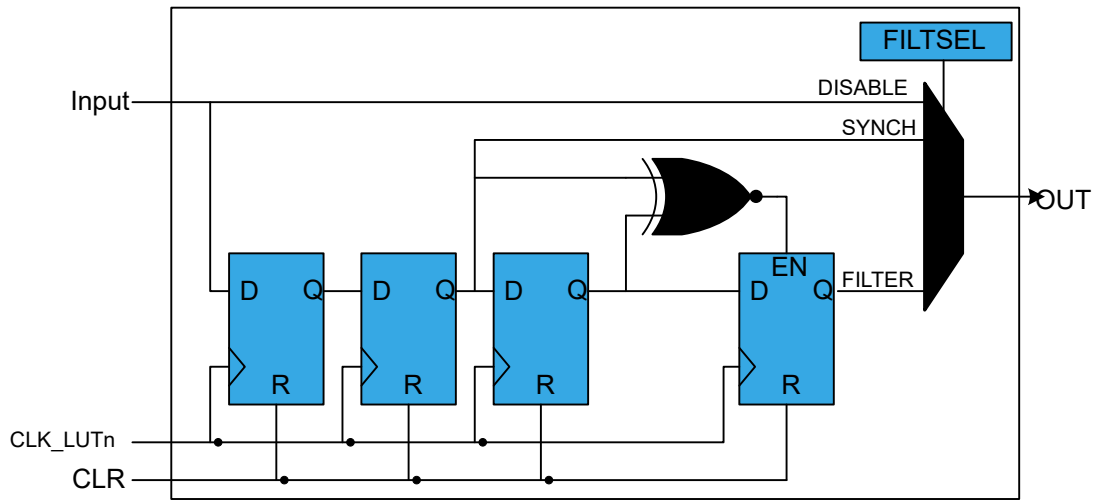 FILTSEL
Input
DISABLE
SYNCH
OUT
EN
D Q D Q D Q D Q FILTER
R R R R
CLK_LUTn
CLR